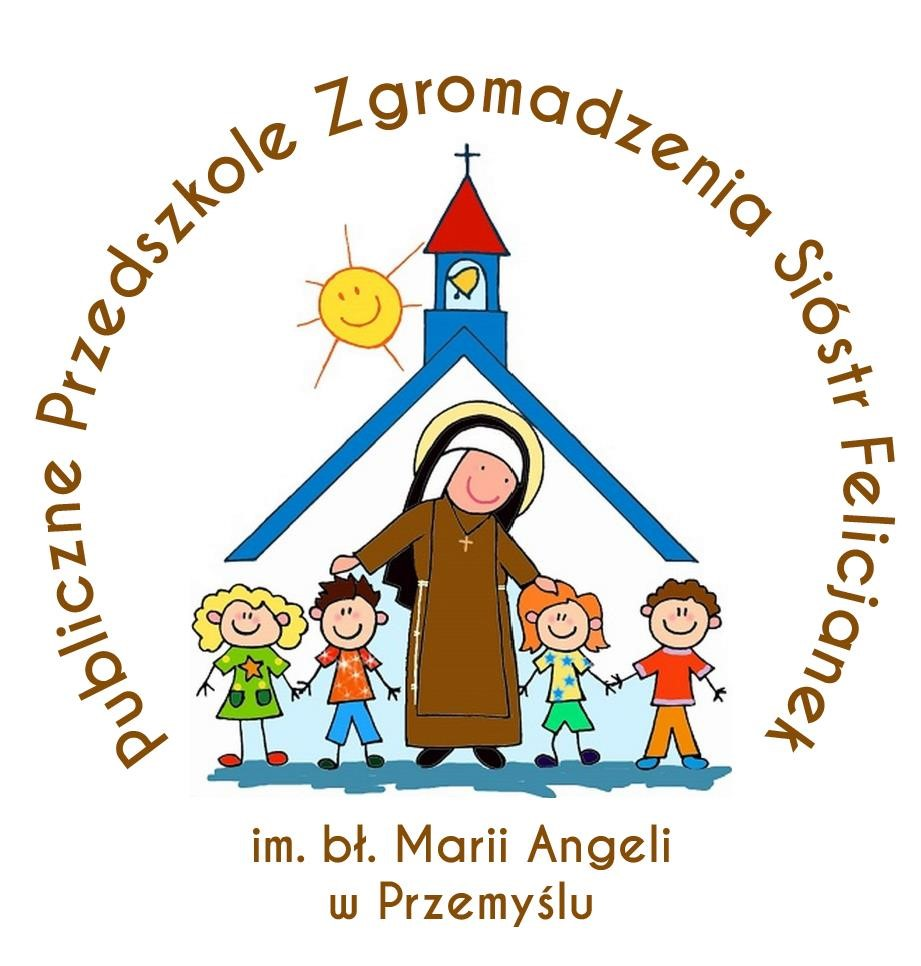 Publiczne Przedszkole Zgromadzenia Sióstr Felicjanek
im. bł. Marii Angeli
w Przemyślu